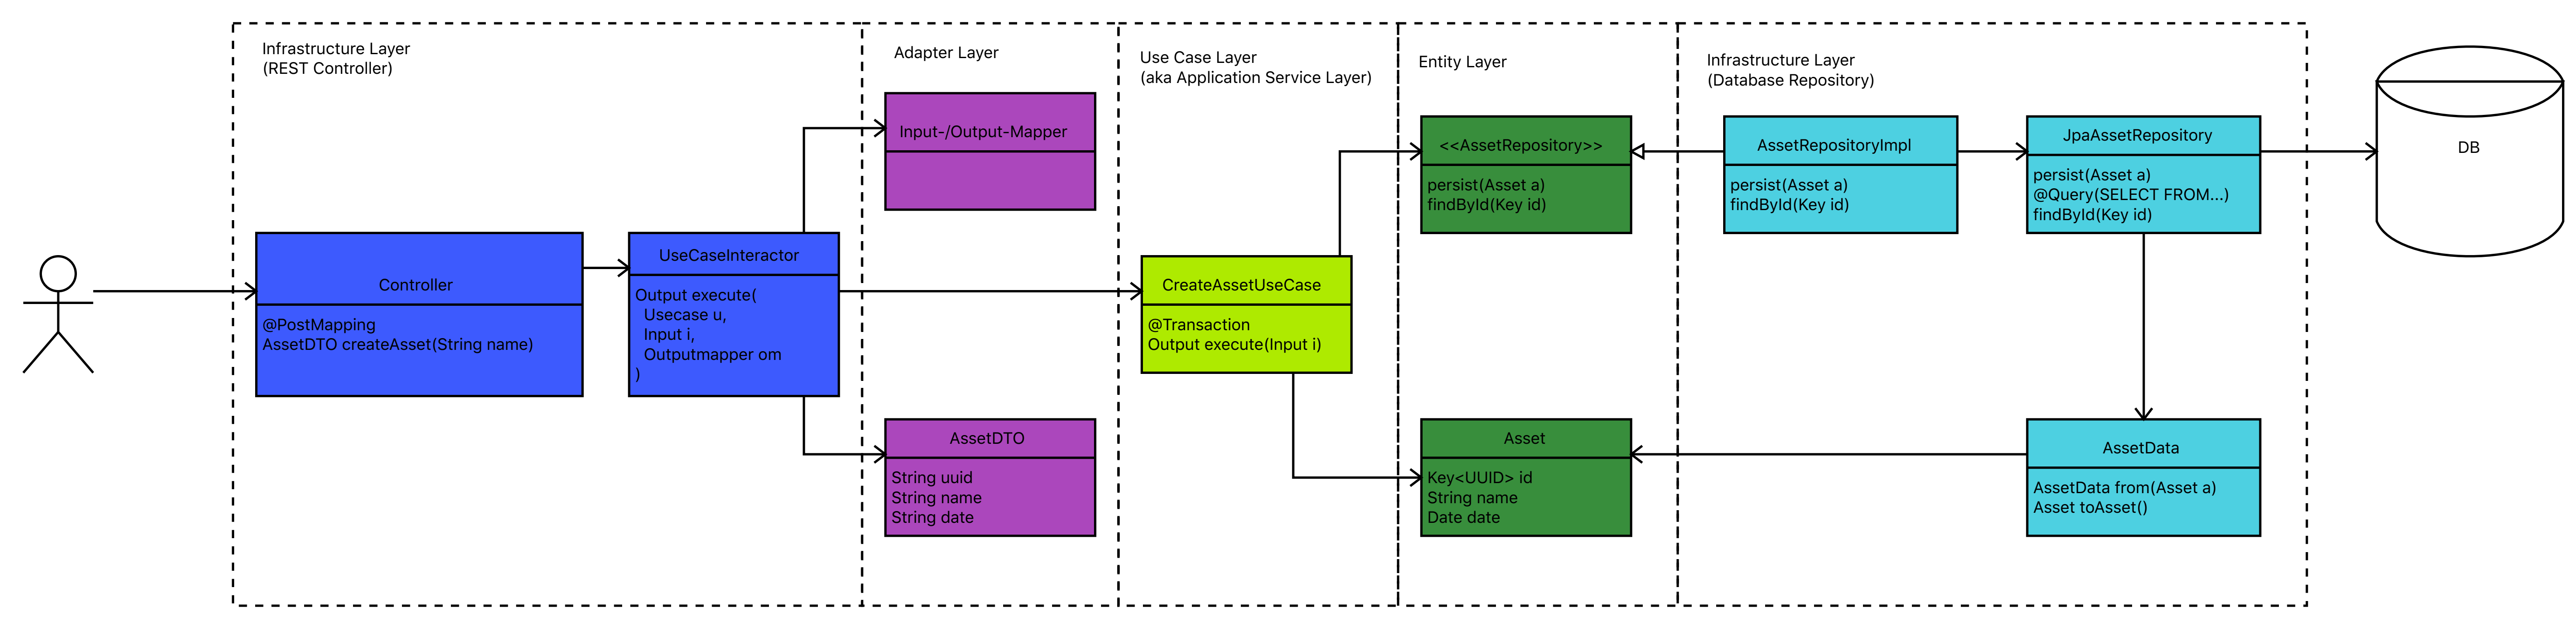 Infrastructure Layer
(REST Controller)
Controller
@PostMapping
AssetDTO createAsset(String name)
UseCaseInteractor
Output execute(
Usecase u,
Input i,
Outputmapper om
)
Adapter Layer
Input-/Output-Mapper
AssetDTO
String uuid
String name
String date
Use Case Layer
(aka Application Service Layer)
CreateAssetUseCase
@Transaction
Output execute(Input i)
Entity Layer
<<AssetRepository>>
persist(Asset a)
findById(Key id)
Asset
Key<UUID> id
String name
Date date
Infrastructure Layer
(Database Repository)
AssetRepositoryImpl
persist(Asset a)
findById(Key id)
JpaAssetRepository
persist(Asset a)
@Query(SELECT FROM...)
findById(Key id)
AssetData
AssetData from(Asset a)
Asset toAsset()
DB